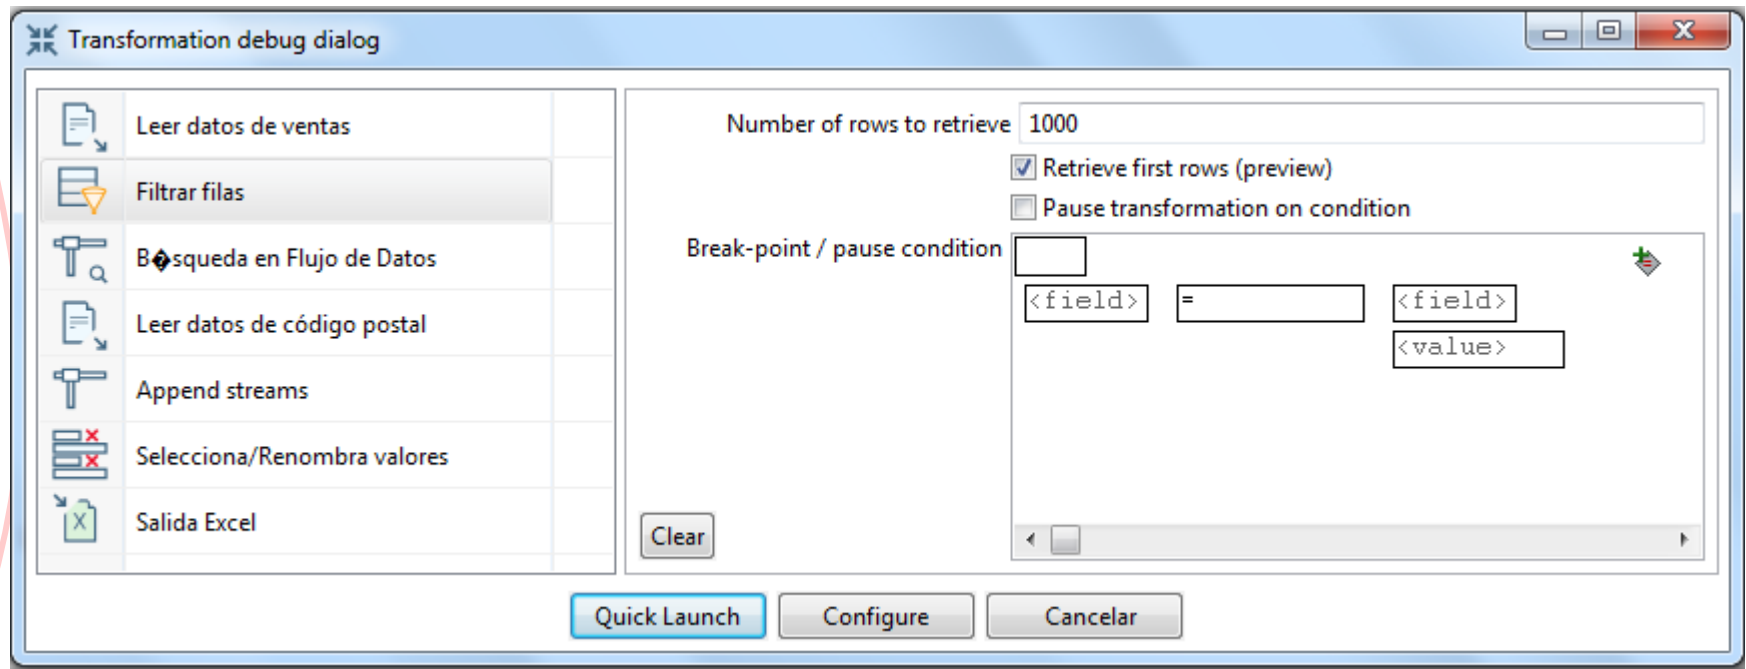 Transformation debug dialog
Leer datos de ventas
Filtrar filas
B�squeda en Flujo de Datos
Leer datos de código postal
Append streams
Selecciona/Renombra valores
Salida Excel
Number of rows to retrieve 1000
Retrieve first rows (preview)
Pause transformation on condition
Break-point / pause condition
<field> = <field>
<value>
Clear
Quick Launch Configure Cancelar